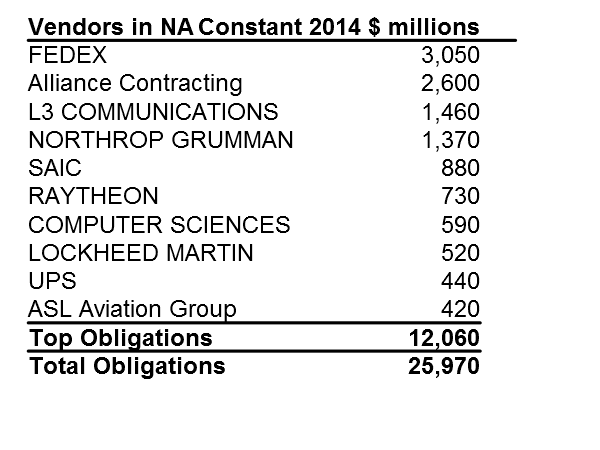 Vendors in NA Constant 2014 $ millions
FEDEX 3,050
Alliance Contracting 2,600
L3 COMMUNICATIONS 1,460
NORTHROP GRUMMAN 1,370
SAIC 880
RAYTHEON 730
COMPUTER SCIENCES 590
LOCKHEED MARTIN 520
UPS 440
ASL Aviation Group 420
Top Obligations 12,060
Total Obligations 25,970